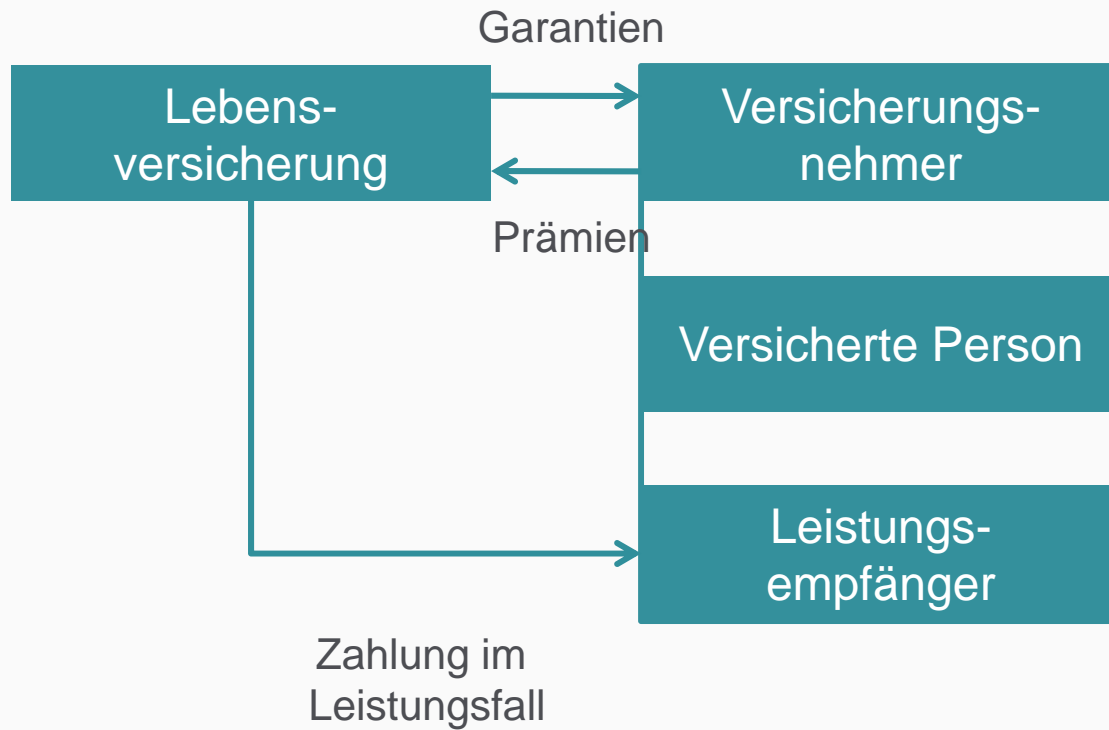 Garantien
Lebens-
versicherung
Versicherungs-
nehmer
Prämien
Versicherte Person
Leistungs-
empfänger
Zahlung im
Leistungsfall